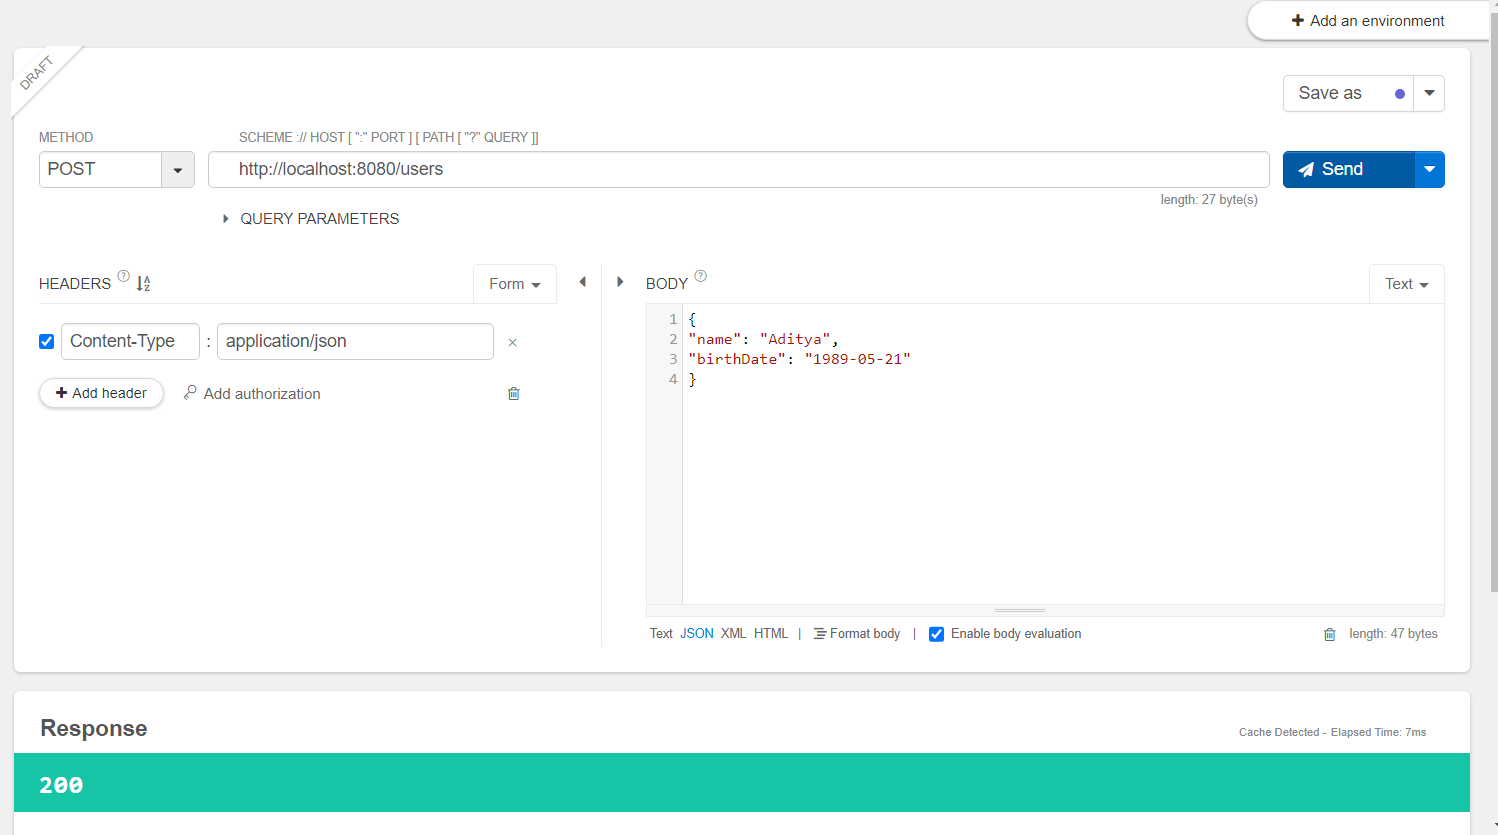 Add an environment
DRAFT
Save as
METHOD
SCHEME :// HOST [ ":" PORT ] [ PATH [ "?" QUERY ]]
POST
http://localhost:8080/users
Send
length: 27 byte(s)
QUERY PARAMETERS
HEADERS ? A Z
Form
BODY ?
Text
Content-Type : application/json ×
Add header
Add authorization
1 {
2 "name": "Aditya",
3 "birthDate": "1989-05-21"
4 }
Text JSON XML HTML | Format body | Enable body evaluation
length: 47 bytes
Response
Cache Detected - Elapsed Time: 7ms
200